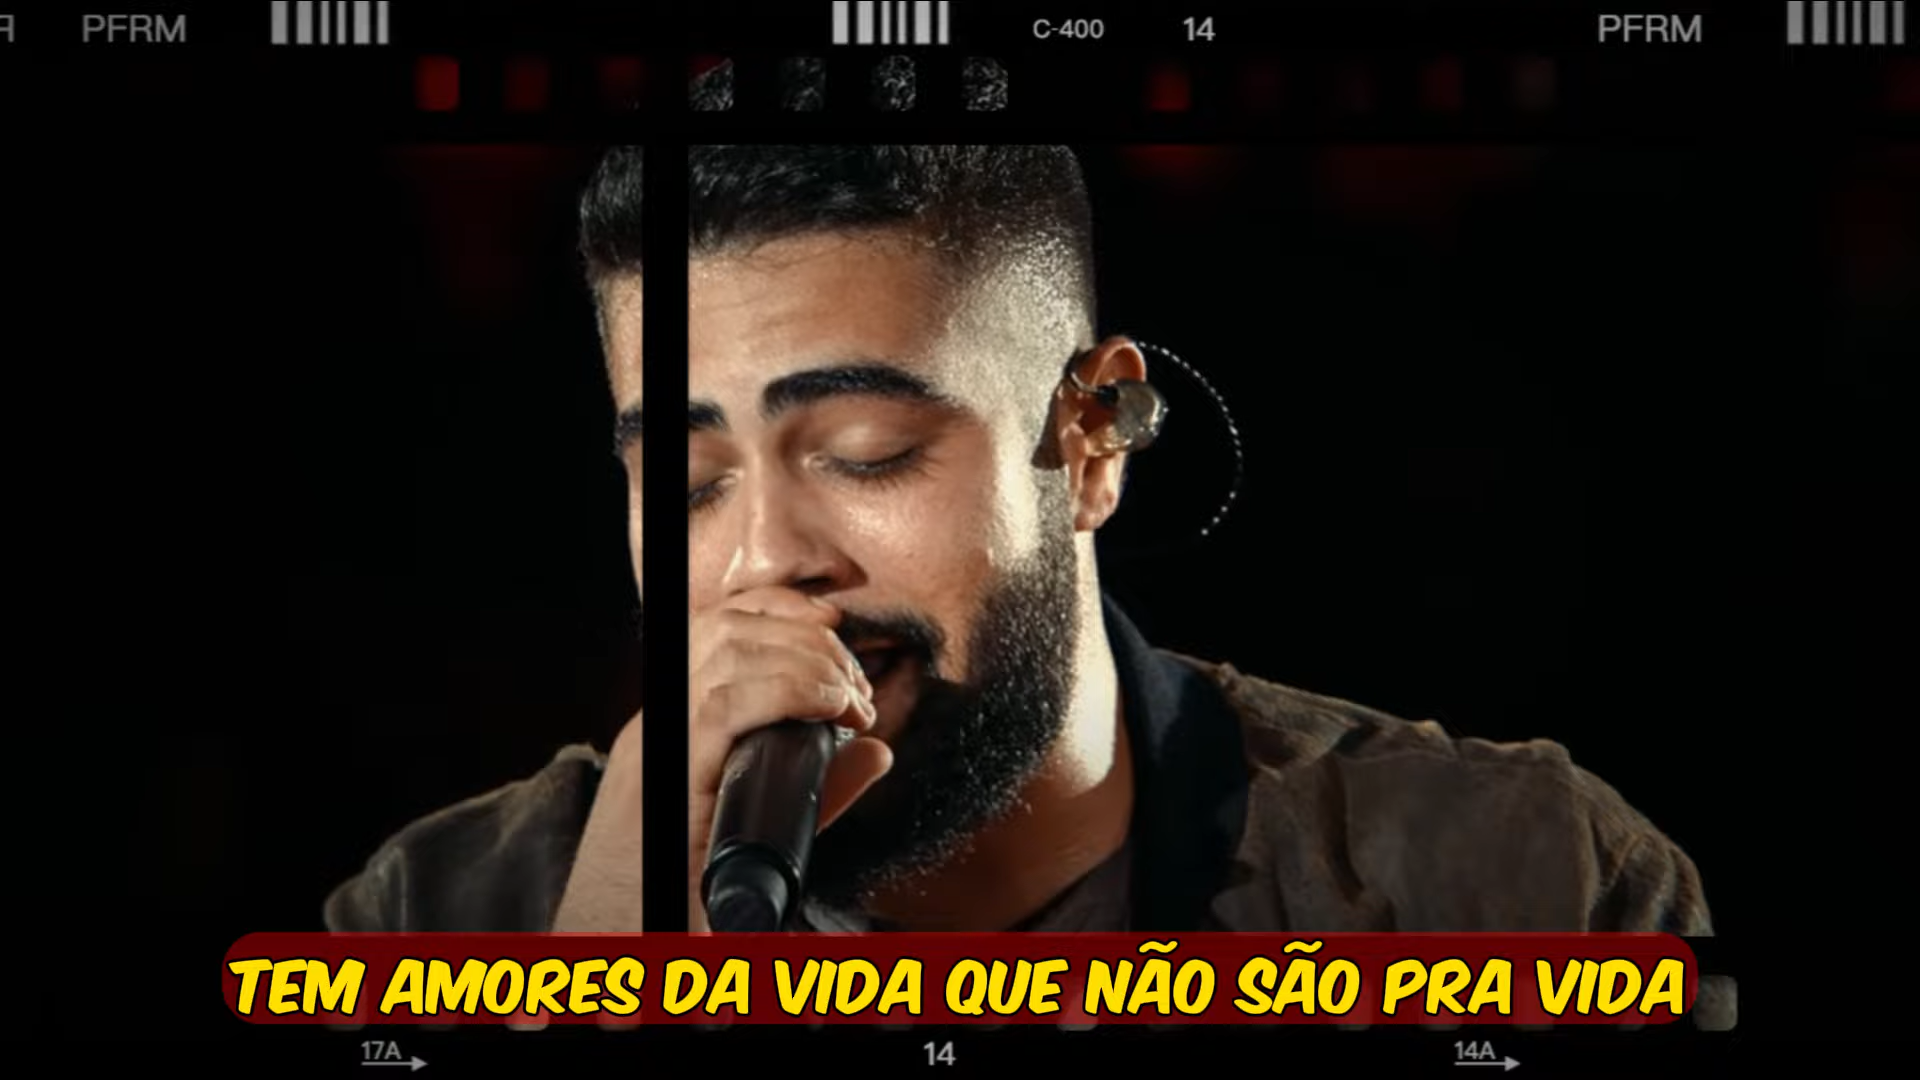 PFRM C-400 14 PFRM
TEM AMORES DA VIDA QUE NÃO SÃO PRA VIDA
17A 14 14A